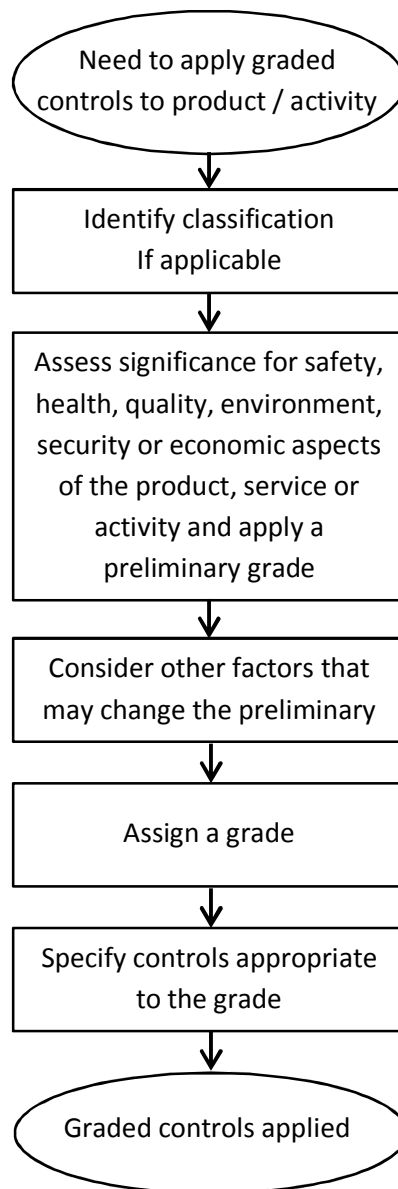 Need to apply graded
controls to product / activity
Identify classification
If applicable
Assess significance for safety,
health, quality, environment,
security or economic aspects
of the product, service or
activity and apply a
preliminary grade
Consider other factors that
may change the preliminary
Assign a grade
Specify controls appropriate
to the grade
Graded controls applied